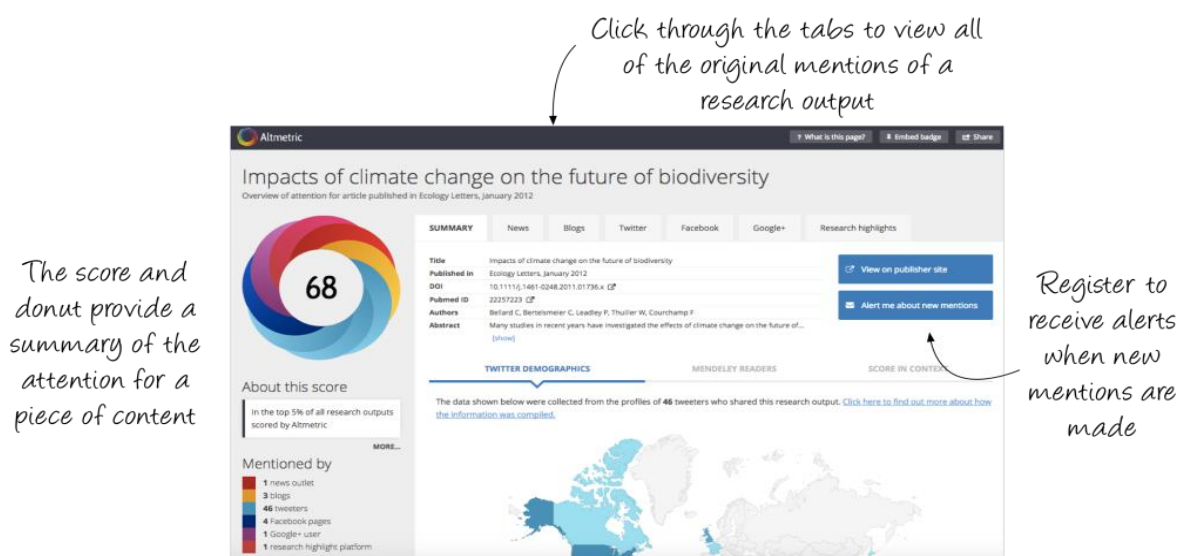 Click through the tabs to view all
of the original mentions of a
research output
Altmetric
? What is this page?
Embed badge
Share
Impacts of climate change on the future of biodiversity
Overview of attention for article published in Ecology Letters, January 2012
68
SUMMARY
News
Blogs
Twitter
Facebook
Google+
Research highlights
Title Impacts of climate change on the future of biodiversity
Published in Ecology Letters, January 2012
DOI 10.1111/j.1461-0248.2011.01736.x
Pubmed ID 22257223
Authors Bellard C, Bertelsmeier C, Leadley P, Thuiller W, Courchamp F
Abstract Many studies in recent years have investigated the effects of climate change on the future of...
[show]
View on publisher site
Alert me about new mentions
The score and
donut provide a
summary of the
attention for a
piece of content
Register to
receive alerts
when new
mentions are
made
About this score
In the top 5% of all research outputs
scored by Altmetric
MORE...
Mentioned by
1 news outlet
3 blogs
46 tweeters
4 Facebook pages
1 Google+ user
1 research highlight platform
TWITTER DEMOGRAPHICS
MENDELEY READERS
SCORE IN CONTEXT
The data shown below were collected from the profiles of 46 tweeters who shared this research output. Click here to find out more about how
the information was compiled.